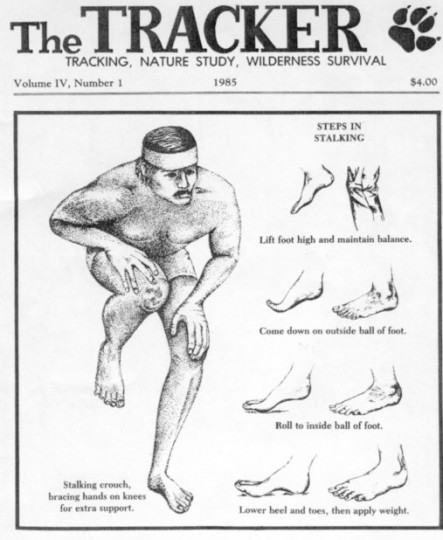 The TRACKER
TRACKING, NATURE STUDY, WILDERNESS SURVIVAL
Volume IV, Number 1 1985 $4.00
STEPS IN
STALKING
Lift foot high and maintain balance.
Come down on outside ball of foot.
Roll to inside ball of foot.
Stalking crouch,
bracing hands on knees
for extra support.
Lower heel and toes, then apply weight.